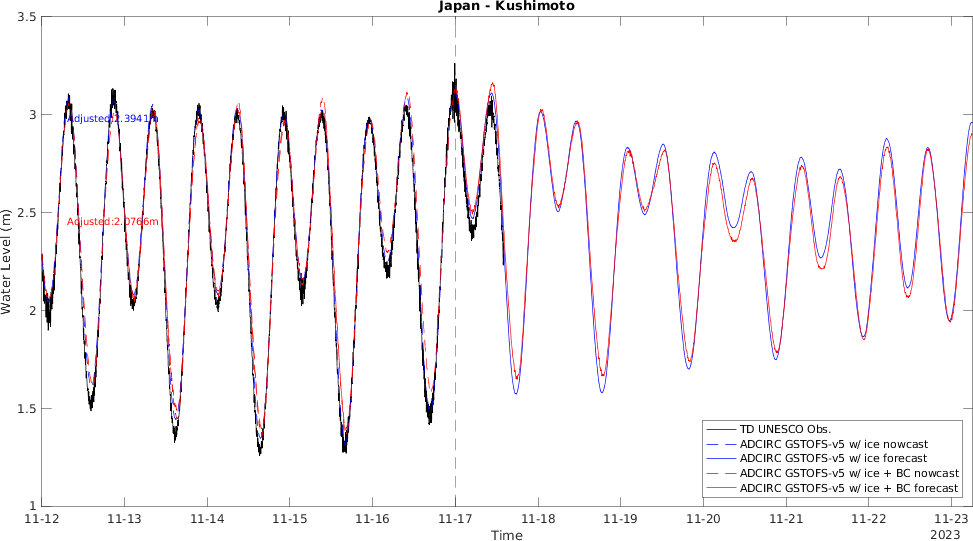 Japan - Kushimoto
3.5
3
2.5
2
1.5
1
Water Level (m)
Adjusted:2.3941m
Adjusted:2.0766m
TD UNESCO Obs.
ADCIRC GSTOFS-v5 w/ ice nowcast
ADCIRC GSTOFS-v5 w/ ice forecast
ADCIRC GSTOFS-v5 w/ ice + BC nowcast
ADCIRC GSTOFS-v5 w/ ice + BC forecast
11-12 11-13 11-14 11-15 11-16 11-17 11-18 11-19 11-20 11-21 11-22 11-23
2023
Time